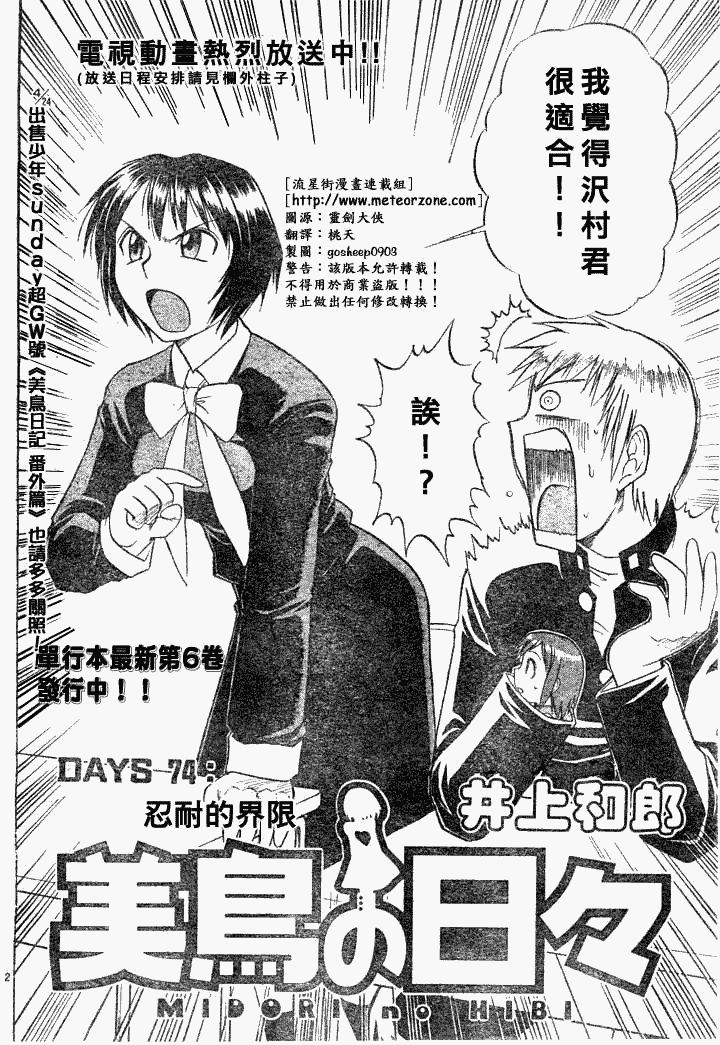 電視動畫熱烈放送中!!
(放送日程安排請見欄外柱子)
我覺得沢村君
很適合！！
4/24出售少年sunday超GW號《美鳥日記 番外篇》也請多多關照！
[流星街漫畫連載組]
[http://www.meteorzone.com]
圖源：靈劍大俠
翻譯：桃天
製圖：gosheep0903
警告：該版本允許轉載！
不得用於商業盜版！！！
禁止做出任何修改轉換！
誒！？
單行本最新第6卷
發行中！！
DAYS 74：
忍耐的界限
井上和郎
美鳥の日々
MIDORI no HIBI
2